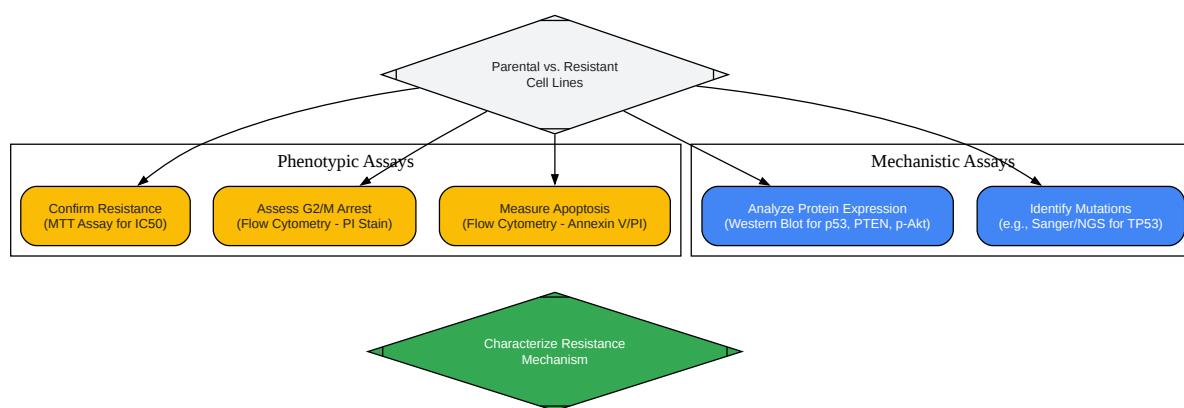 Parental vs. Resistant
Cell Lines
Phenotypic Assays
Mechanistic Assays
Confirm Resistance
(MTT Assay for IC50)
Assess G2/M Arrest
(Flow Cytometry - PI Stain)
Measure Apoptosis
(Flow Cytometry - Annexin V/PI)
Analyze Protein Expression
(Western Blot for p53, PTEN, p-Akt)
Identify Mutations
(e.g., Sanger/NGS for TP53)
Characterize Resistance
Mechanism